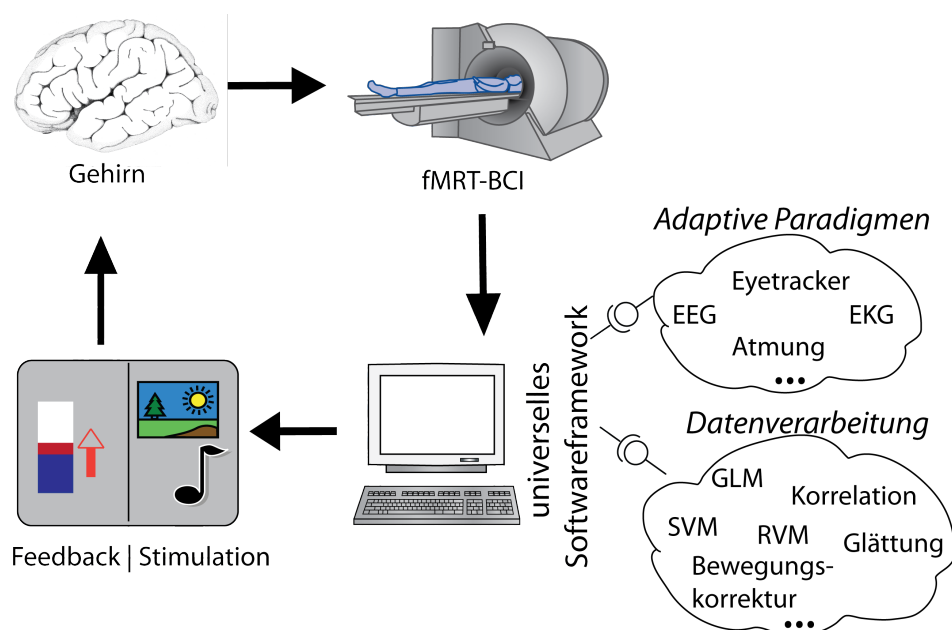 Gehirn
fMRT-BCI
Adaptive Paradigmen
Eyetracker
EEG
EKG
Atmung
...
universelles
Softwareframework
Datenverarbeitung
GLM
Korrelation
SVM
RVM
Glättung
Bewegungs-
korrektur
...
Feedback | Stimulation